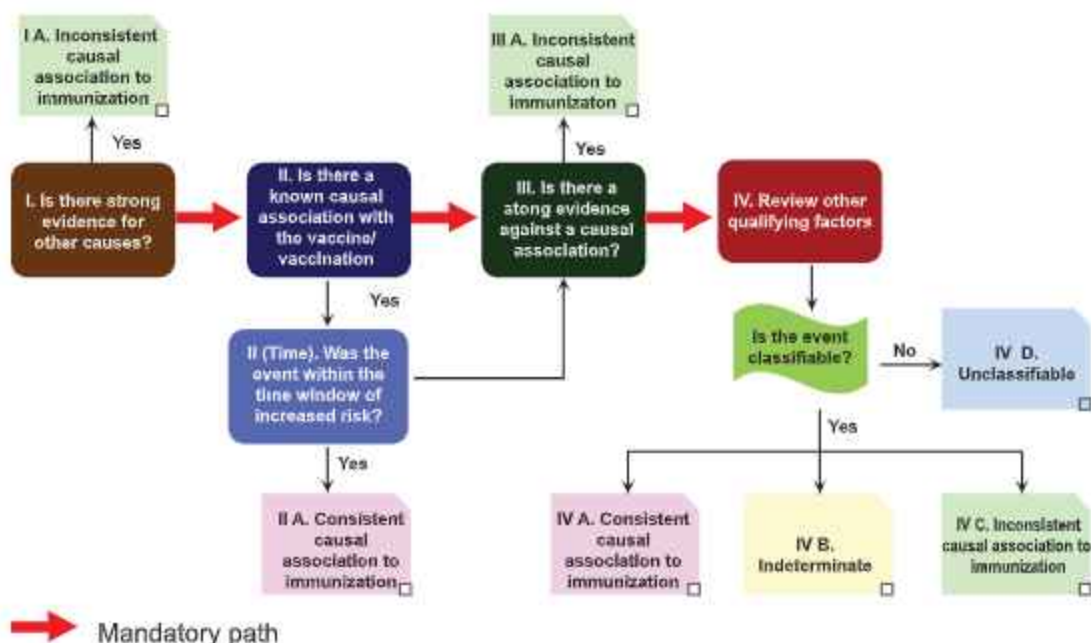 I A. Inconsistent
causal
association to
immunization
III A. Inconsistent
causal
association to
immunizaton
Yes
Yes
I. Is there strong
evidence for
other causes?
II. Is there a
known causal
association with
the vaccine/
vaccination
III. Is there a
atong evidence
against a causal
association?
IV. Review other
qualifying factors
Yes
II (Time). Was the
event within the
time window of
increased risk?
Is the event
classifiable?
No
IV D.
Unclassifiable
Yes
Yes
II A. Consistent
causal
association to
immunization
IV A. Consistent
causal
association to
immunization
IV B.
Indeterminate
IV C. Inconsistent
causal association to
immunization
Mandatory path